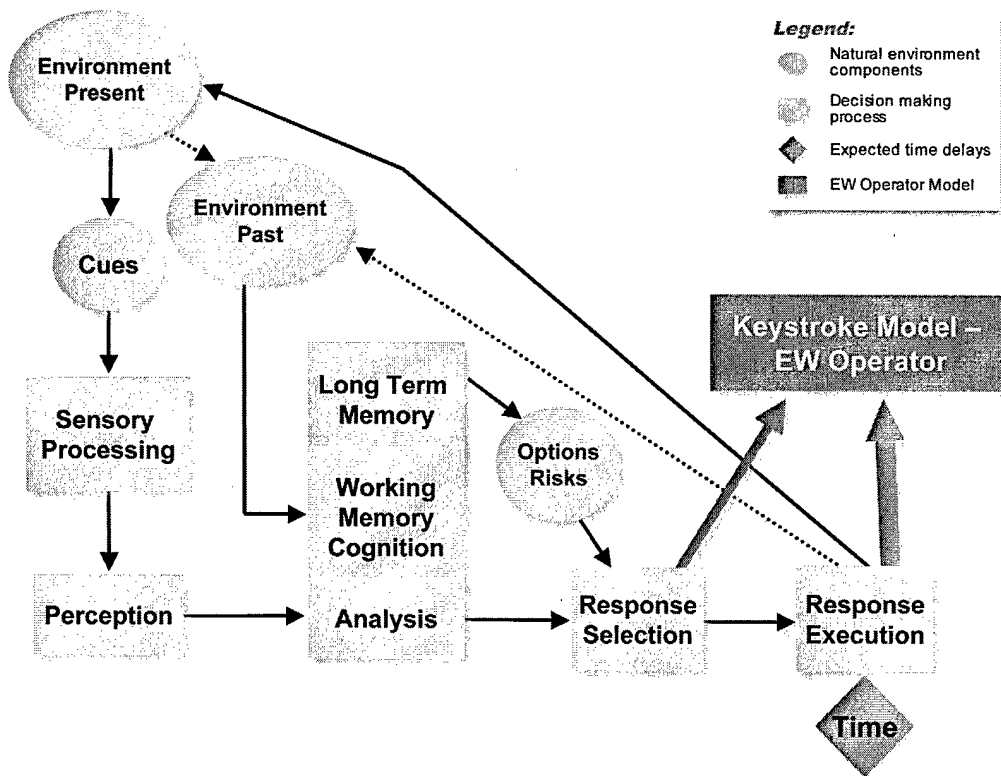 Legend:
Natural environment
components
Decision making
process
Expected time delays
EW Operator Model
Environment
Present
Environment
Past
Cues
Keystroke Model –
EW Operator
Sensory
Processing
Long Term
Memory
Options
Risks
Working
Memory
Cognition
Perception
Analysis
Response
Selection
Response
Execution
Time